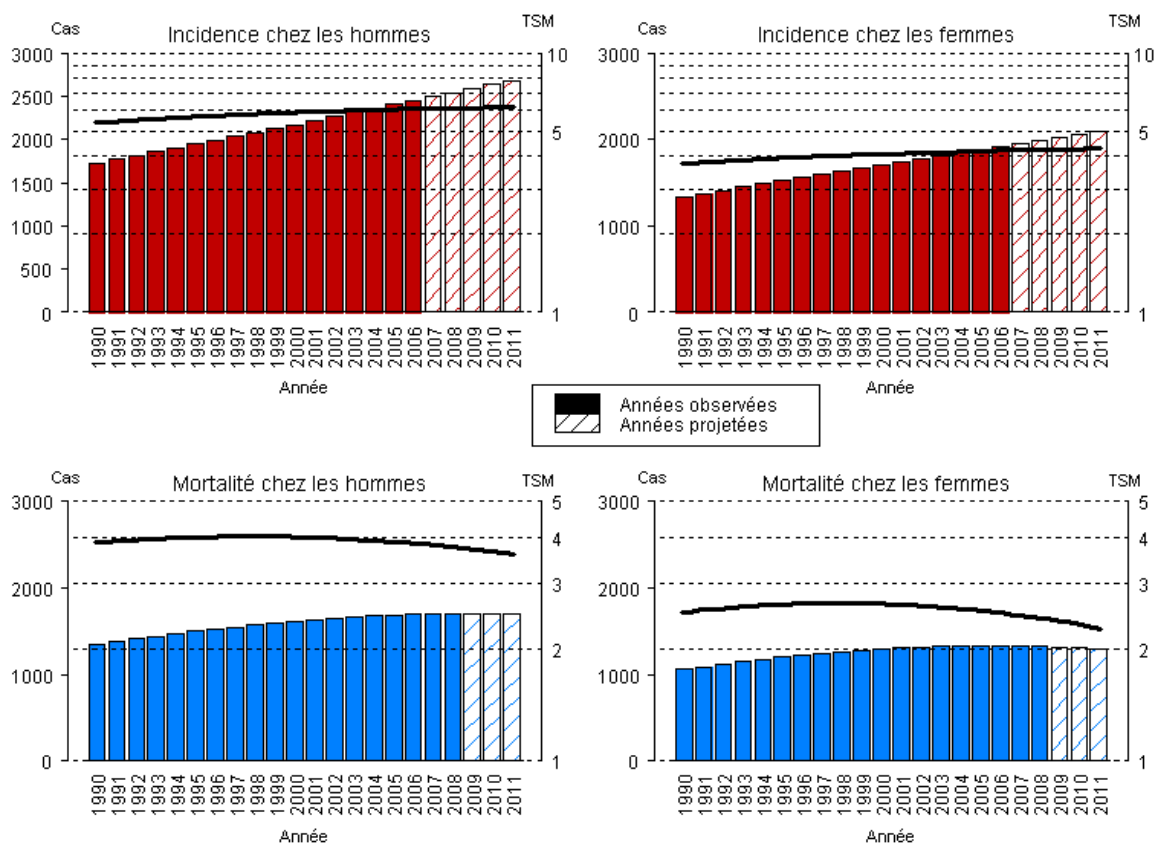 Cas Incidence chez les hommes TSM
3000 10
2500
2000 5
1500
1000
500
0 1
1990 1991 1992 1993 1994 1995 1996 1997 1998 1999 2000 2001 2002 2003 2004 2005 2006 2007 2008 2009 2010 2011
Année
Cas Incidence chez les femmes TSM
3000 10
2000 5
1000
0 1
1990 1991 1992 1993 1994 1995 1996 1997 1998 1999 2000 2001 2002 2003 2004 2005 2006 2007 2008 2009 2010 2011
Année
Années observées
Années projetées
Cas Mortalité chez les hommes TSM
3000 5
4
2000 3
1000 2
0 1
1990 1991 1992 1993 1994 1995 1996 1997 1998 1999 2000 2001 2002 2003 2004 2005 2006 2007 2008 2009 2010 2011
Année
Cas Mortalité chez les femmes TSM
3000 5
4
2000 3
1000 2
0 1
1990 1991 1992 1993 1994 1995 1996 1997 1998 1999 2000 2001 2002 2003 2004 2005 2006 2007 2008 2009 2010 2011
Année